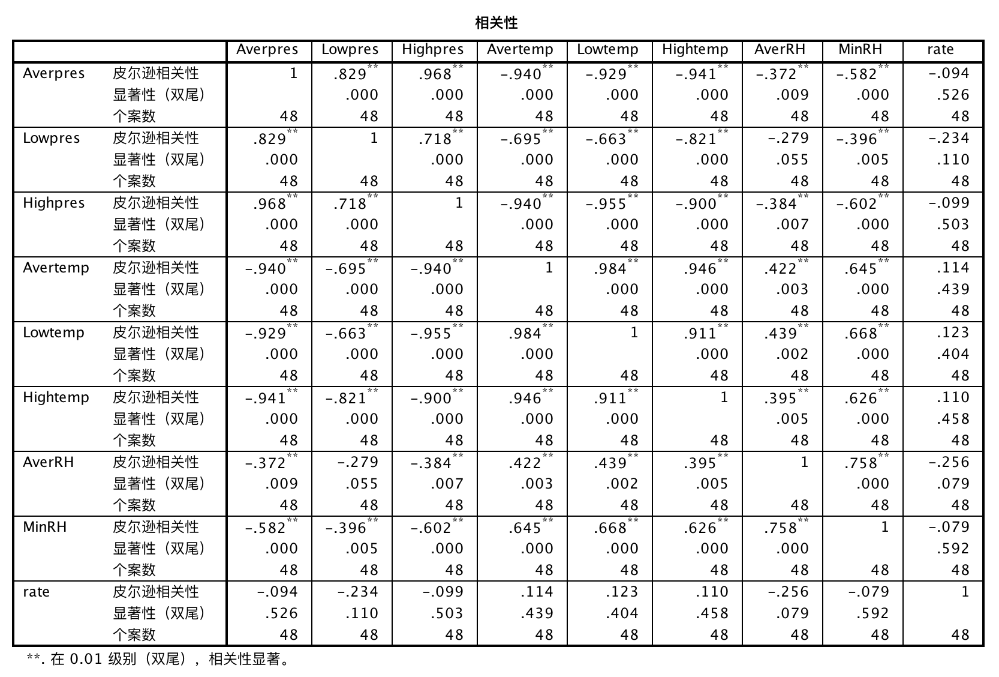 相关性
Averpres Lowpres Highpres Avertemp Lowtemp Hightemp AverRH MinRH rate
Averpres 皮尔逊相关性 1 .829** .968** -.940** -.929** -.941** -.372** -.582** -.094
显著性（双尾） .000 .000 .000 .000 .000 .009 .000 .526
个案数 48 48 48 48 48 48 48 48 48
Lowpres 皮尔逊相关性 .829** 1 .718** -.695** -.663** -.821** -.279 -.396** -.234
显著性（双尾） .000 .000 .000 .000 .000 .055 .005 .110
个案数 48 48 48 48 48 48 48 48 48
Highpres 皮尔逊相关性 .968** .718** 1 -.940** -.955** -.900** -.384** -.602** -.099
显著性（双尾） .000 .000 .000 .000 .000 .007 .000 .503
个案数 48 48 48 48 48 48 48 48 48
Avertemp 皮尔逊相关性 -.940** -.695** -.940** 1 .984** .946** .422** .645** .114
显著性（双尾） .000 .000 .000 .000 .000 .003 .000 .439
个案数 48 48 48 48 48 48 48 48 48
Lowtemp 皮尔逊相关性 -.929** -.663** -.955** .984** 1 .911** .439** .668** .123
显著性（双尾） .000 .000 .000 .000 .000 .002 .000 .404
个案数 48 48 48 48 48 48 48 48 48
Hightemp 皮尔逊相关性 -.941** -.821** -.900** .946** .911** 1 .395** .626** .110
显著性（双尾） .000 .000 .000 .000 .000 .005 .000 .458
个案数 48 48 48 48 48 48 48 48 48
AverRH 皮尔逊相关性 -.372** -.279 -.384** .422** .439** .395** 1 .758** -.256
显著性（双尾） .009 .055 .007 .003 .002 .005 .000 .079
个案数 48 48 48 48 48 48 48 48 48
MinRH 皮尔逊相关性 -.582** -.396** -.602** .645** .668** .626** .758** 1 -.079
显著性（双尾） .000 .005 .000 .000 .000 .000 .000 .592
个案数 48 48 48 48 48 48 48 48 48
rate 皮尔逊相关性 -.094 -.234 -.099 .114 .123 .110 -.256 -.079 1
显著性（双尾） .526 .110 .503 .439 .404 .458 .079 .592
个案数 48 48 48 48 48 48 48 48 48
**. 在 0.01 级别（双尾），相关性显著。